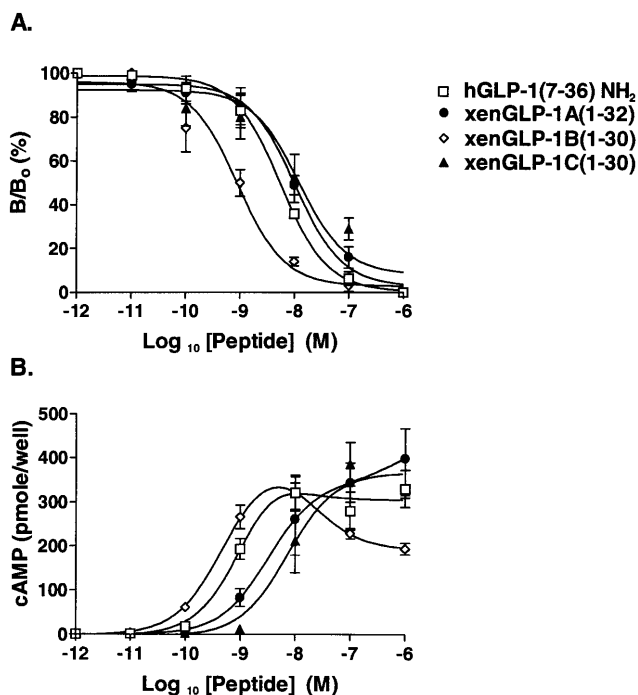 A.
100
80
60
40
20
0
B/Bo (%)
-12 -11 -10 -9 -8 -7 -6
Log 10 [Peptide] (M)
hGLP-1(7-36) NH2
xenGLP-1A(1-32)
xenGLP-1B(1-30)
xenGLP-1C(1-30)
B.
500
400
300
200
100
0
cAMP (pmole/well)
-12 -11 -10 -9 -8 -7 -6
Log 10 [Peptide] (M)